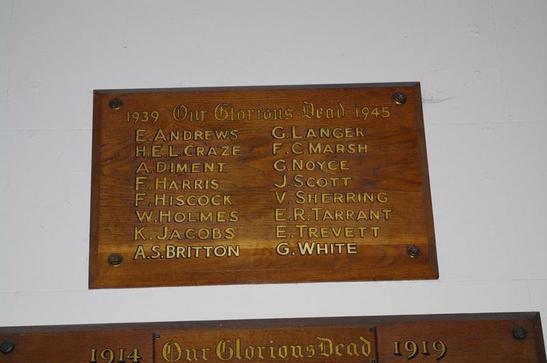 1939 Our Glorious Dead 1945
E. ANDREWS G. LANGER
H.E.L. CRAZE F.C. MARSH
A. DIMENT G. NOYCE
F. HARRIS J. SCOTT
F. HISCOCK V. SHERRING
W. HOLMES E.R. TARRANT
K. JACOBS E. TREVETT
A.S. BRITTON G. WHITE
1914 Our Glorious Dead 1919